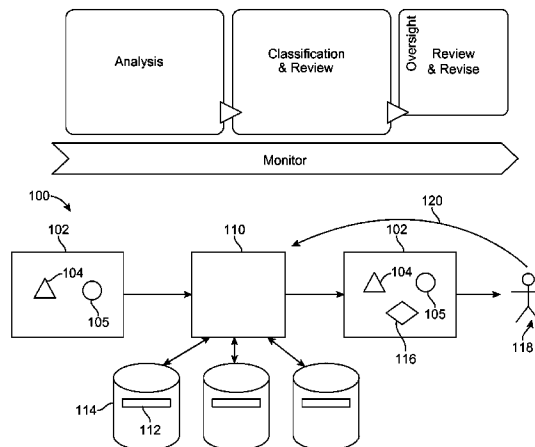 Analysis
Classification
& Review
Oversight
Review
& Revise
Monitor
100
102
104
105
110
120
102
104
105
116
118
114
112